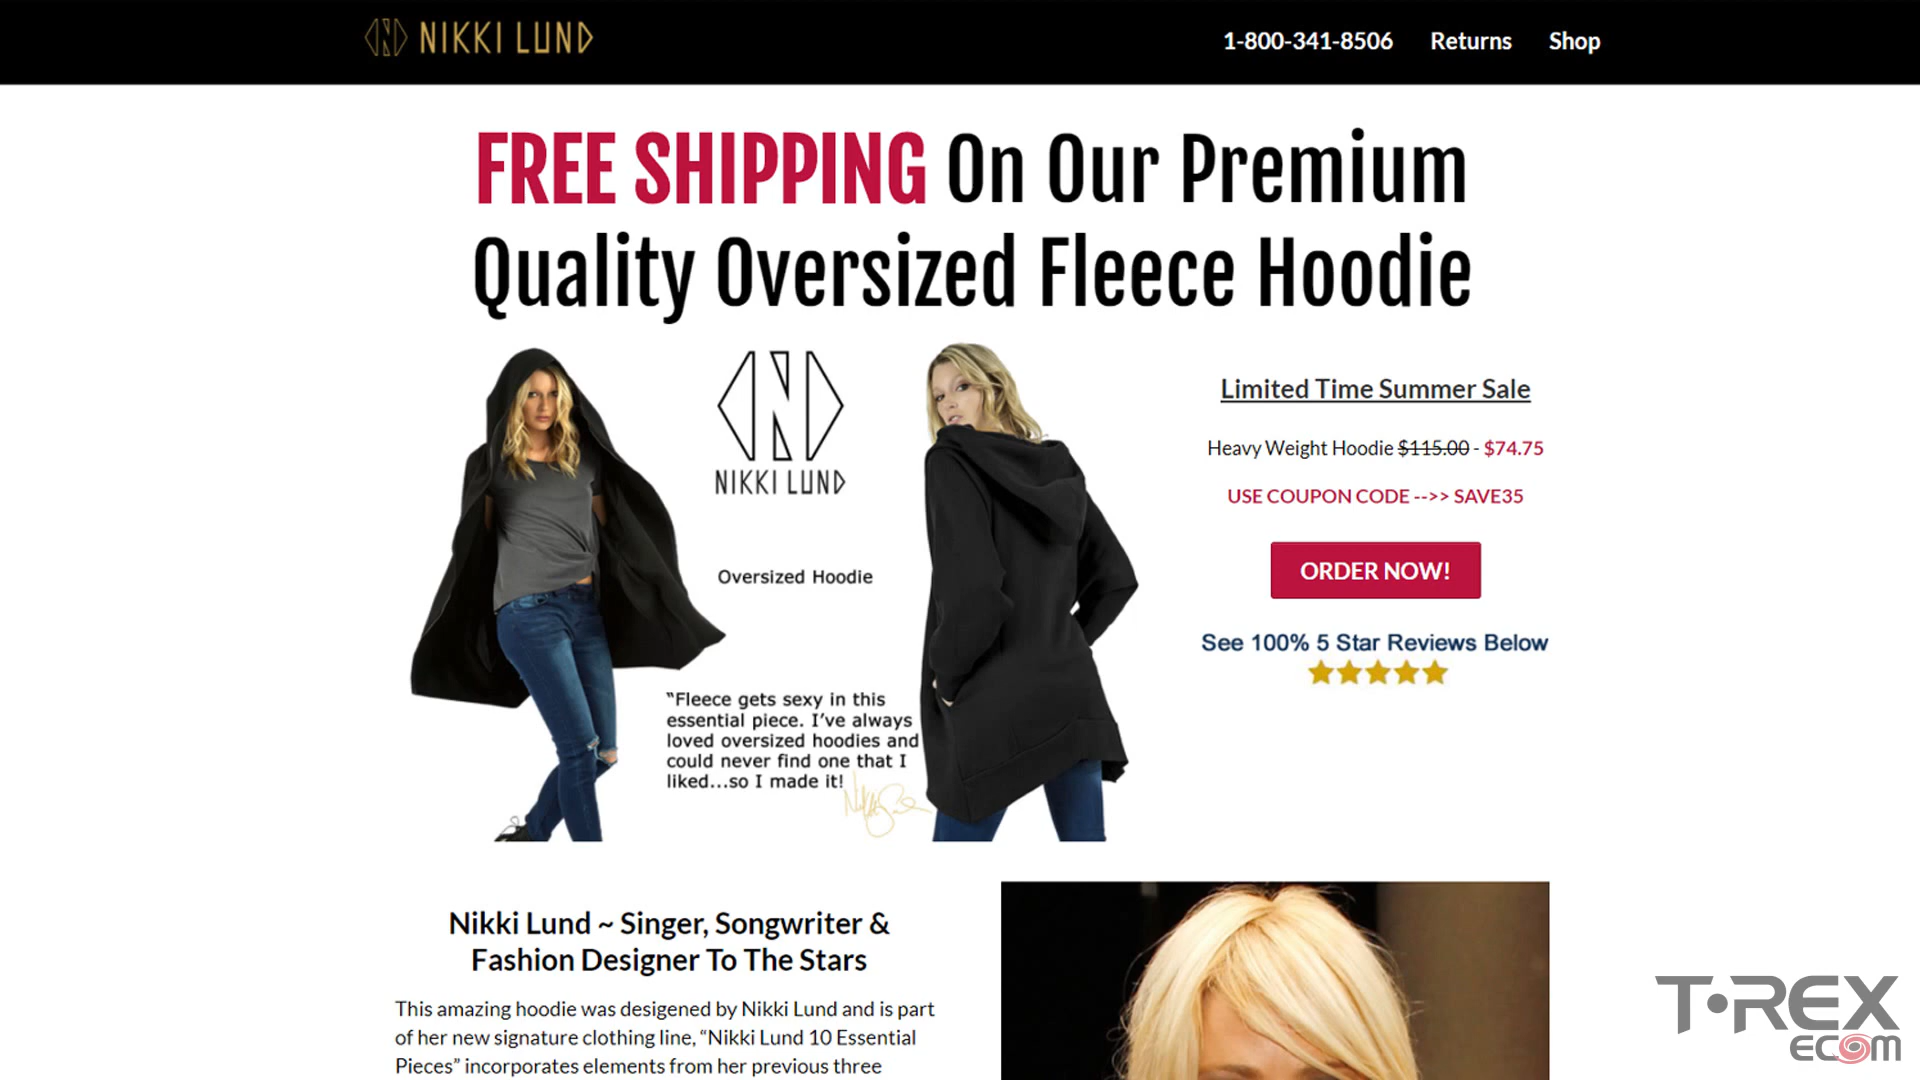 NIKKI LUND
1-800-341-8506 Returns Shop
FREE SHIPPING On Our Premium
Quality Oversized Fleece Hoodie
NIKKI LUND
Oversized Hoodie
“Fleece gets sexy in this
essential piece. I’ve always
loved oversized hoodies and
could never find one that I
liked...so I made it!
Limited Time Summer Sale
Heavy Weight Hoodie $115.00 - $74.75
USE COUPON CODE -->> SAVE35
ORDER NOW!
See 100% 5 Star Reviews Below
Nikki Lund ~ Singer, Songwriter &
Fashion Designer To The Stars
This amazing hoodie was desigened by Nikki Lund and is part
of her new signature clothing line, “Nikki Lund 10 Essential
Pieces” incorporates elements from her previous three
T•REX
ECOM